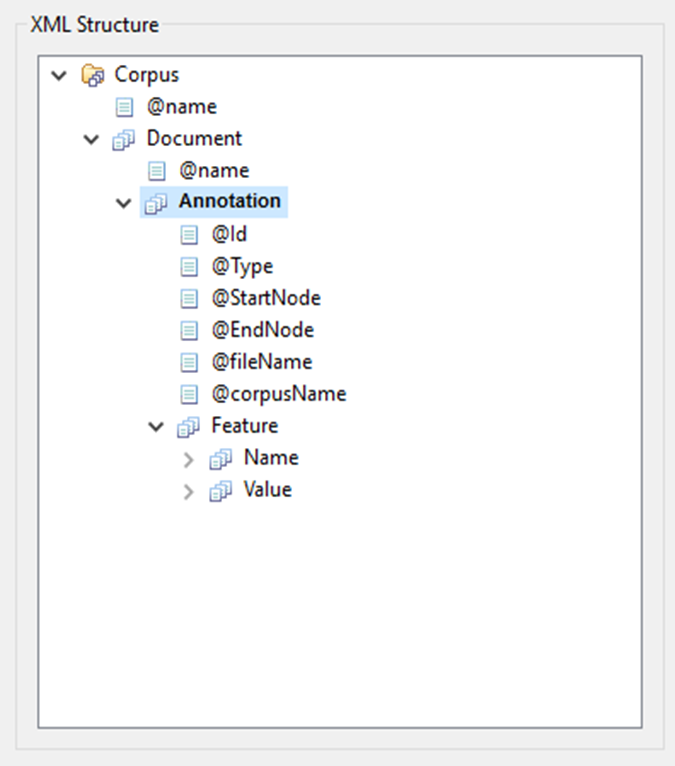 XML Structure
Corpus
@name
Document
@name
Annotation
@Id
@Type
@StartNode
@EndNode
@fileName
@corpusName
Feature
Name
Value